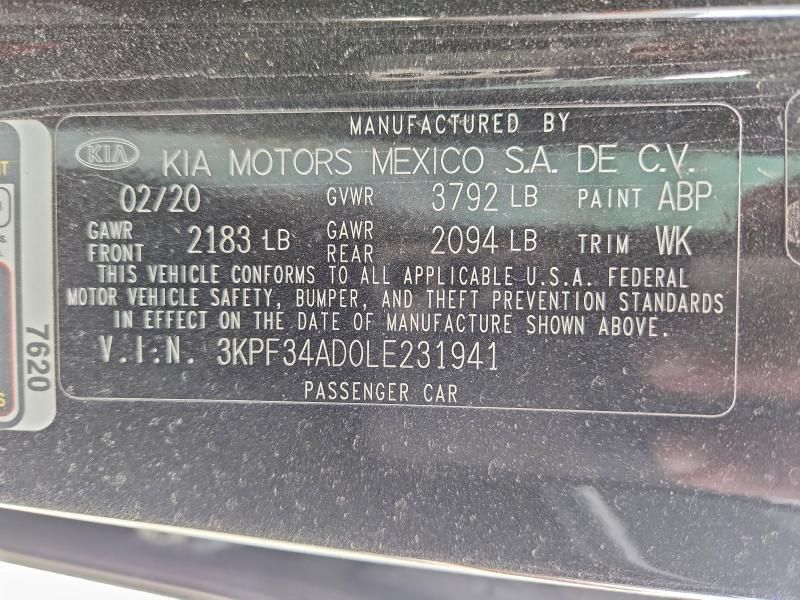 MANUFACTURED BY
KIA KIA MOTORS MEXICO S.A. DE C.V.
02/20 GVWR 3792 LB PAINT ABP
GAWR FRONT 2183 LB GAWR REAR 2094 LB TRIM WK
THIS VEHICLE CONFORMS TO ALL APPLICABLE U.S.A. FEDERAL
MOTOR VEHICLE SAFETY, BUMPER, AND THEFT PREVENTION STANDARDS
IN EFFECT ON THE DATE OF MANUFACTURE SHOWN ABOVE.
V.I.N. 3KPF34AD0LE231941
PASSENGER CAR
7620